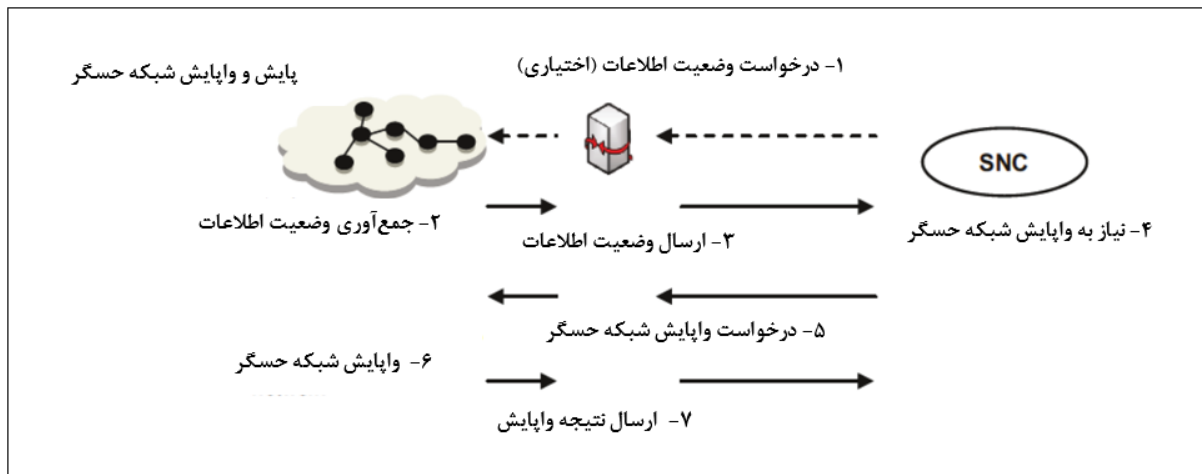 پایش و واپایش شبکه حسگر
۱- درخواست وضعیت اطلاعات (اختیاری)
SNC
۲- جمع‌آوری وضعیت اطلاعات
۳- ارسال وضعیت اطلاعات
۴- نیاز به واپایش شبکه حسگر
۵- درخواست واپایش شبکه حسگر
۶- واپایش شبکه حسگر
۷- ارسال نتیجه واپایش